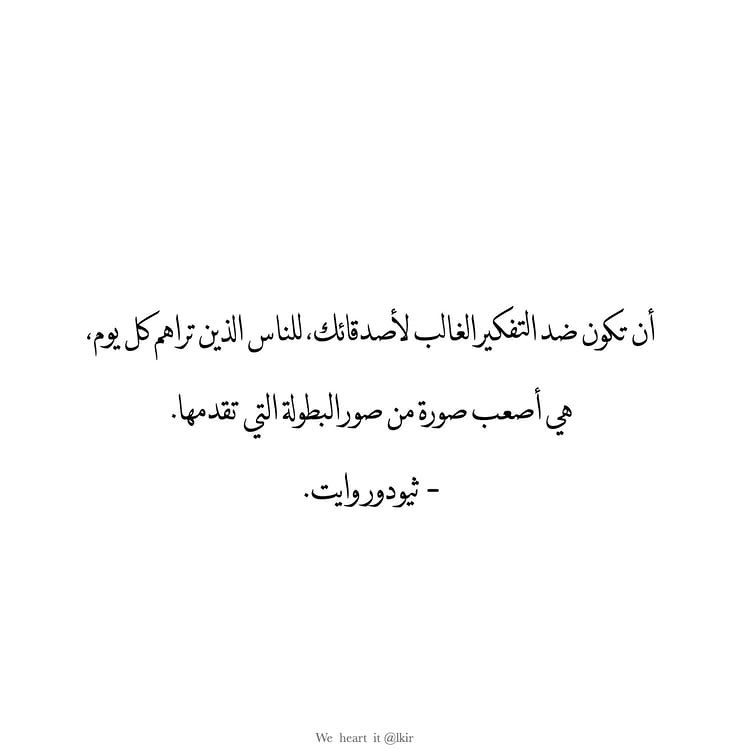 أن تكون ضد التفكير الغالب لأصدقائك، للناس الذين تراهم كل يوم،
هي أصعب صورة من صور البطولة التي تقدمها.
- ثيودور وايت.
We heart it @lkir